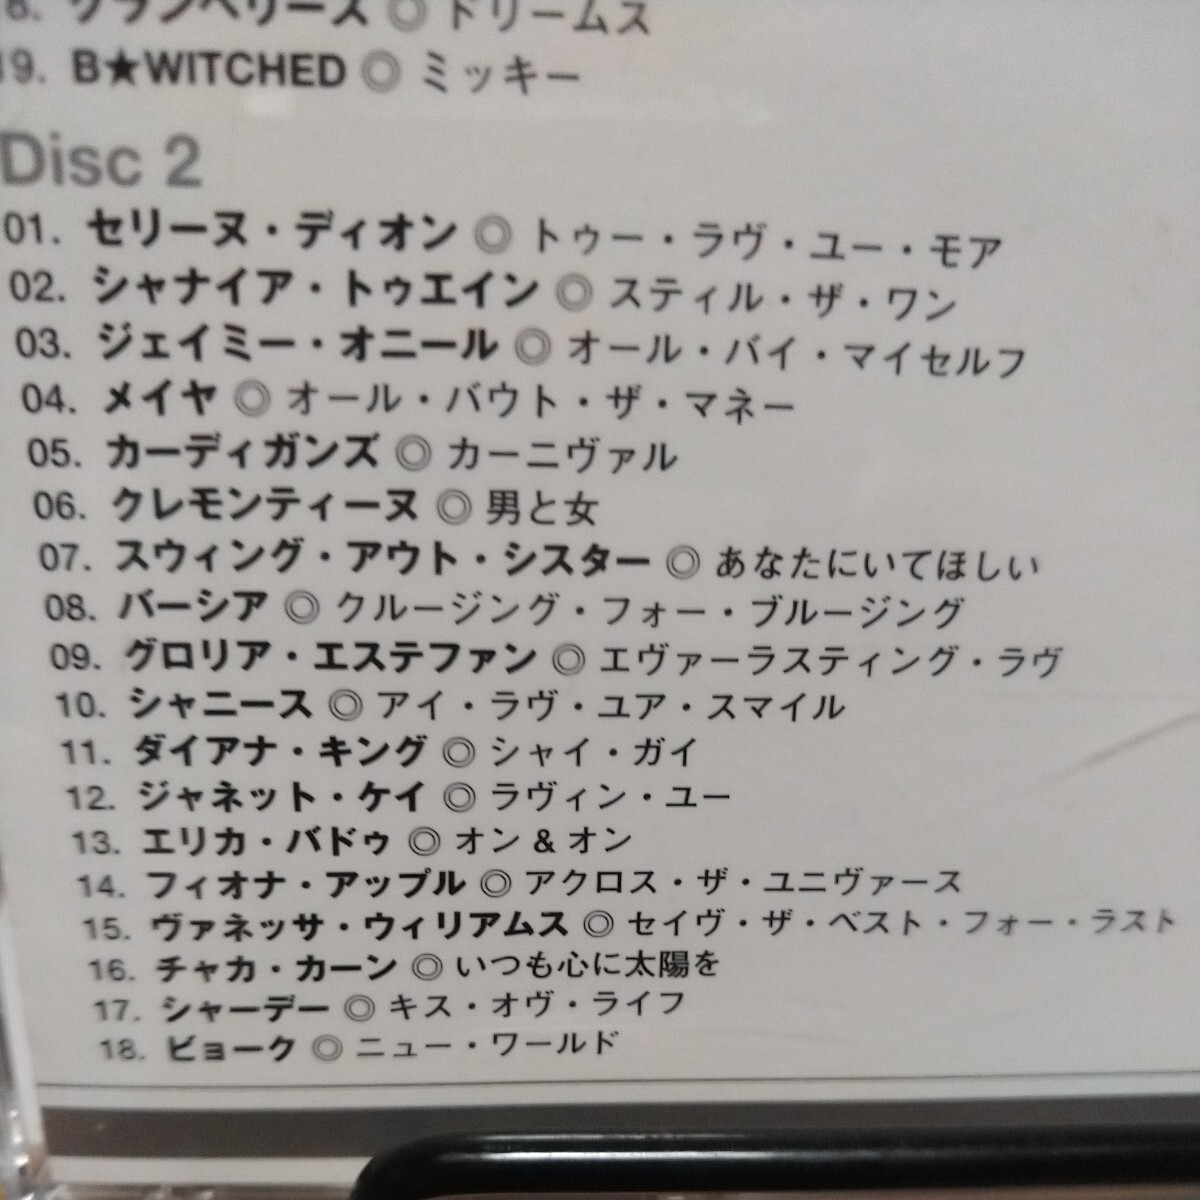 8. クランベリーズ ◎ ドリームス
19. B★WITCHED ◎ ミッキー
Disc 2
01. セリーヌ・ディオン ◎ トゥー・ラヴ・ユー・モア
02. シャナイア・トゥエイン ◎ スティル・ザ・ワン
03. ジェイミー・オニール ◎ オール・バイ・マイセルフ
04. メイヤ ◎ オール・バウト・ザ・マネー
05. カーディガンズ ◎ カーニヴァル
06. クレモンティーヌ ◎ 男と女
07. スウィング・アウト・シスター ◎ あなたにいてほしい
08. バーシア ◎ クルージング・フォー・ブルージング
09. グロリア・エステファン ◎ エヴァーラスティング・ラヴ
10. シャニース ◎ アイ・ラヴ・ユア・スマイル
11. ダイアナ・キング ◎ シャイ・ガイ
12. ジャネット・ケイ ◎ ラヴィン・ユー
13. エリカ・バドゥ ◎ オン & オン
14. フィオナ・アップル ◎ アクロス・ザ・ユニヴァース
15. ヴァネッサ・ウィリアムス ◎ セイヴ・ザ・ベスト・フォー・ラスト
16. チャカ・カーン ◎ いつも心に太陽を
17. シャーデー ◎ キス・オヴ・ライフ
18. ビョーク ◎ ニュー・ワールド